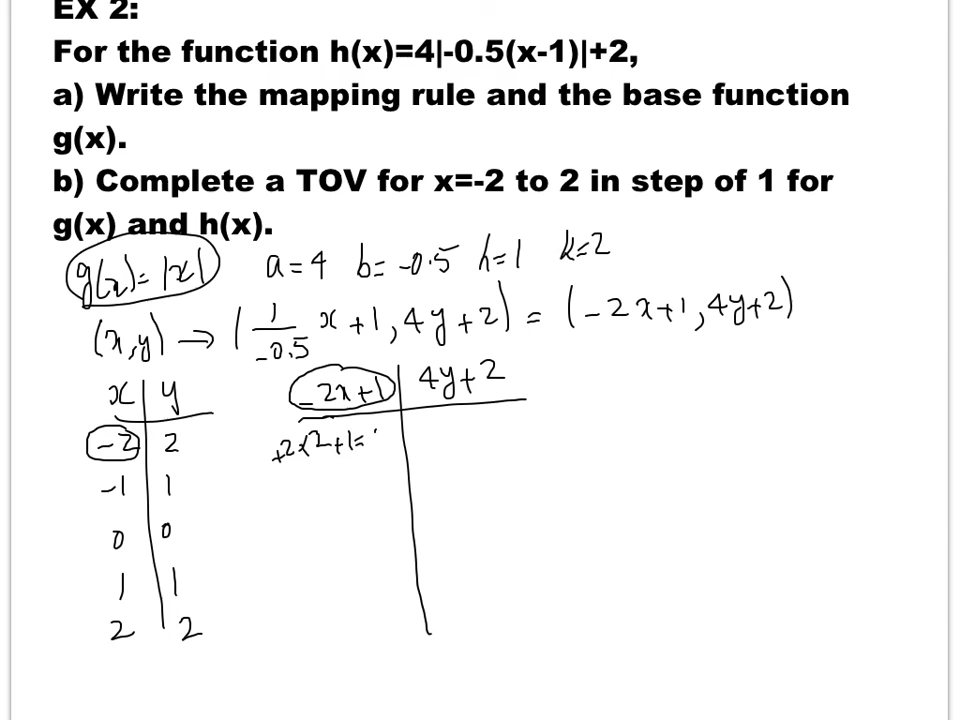 EX 2:
For the function h(x)=4|-0.5(x-1)|+2,
a) Write the mapping rule and the base function
g(x).
b) Complete a TOV for x=-2 to 2 in step of 1 for
g(x) and h(x).
g(x)= |x| a=4 b=-0.5 h=1 k=2
(x,y) ⇒ (1/-0.5 x+1, 4y+2) = (-2x+1, 4y+2)
x | y -2x+1 | 4y+2
-2 | 2 +2×2+1=
-1 | 1
0 | 0
1 | 1
2 | 2